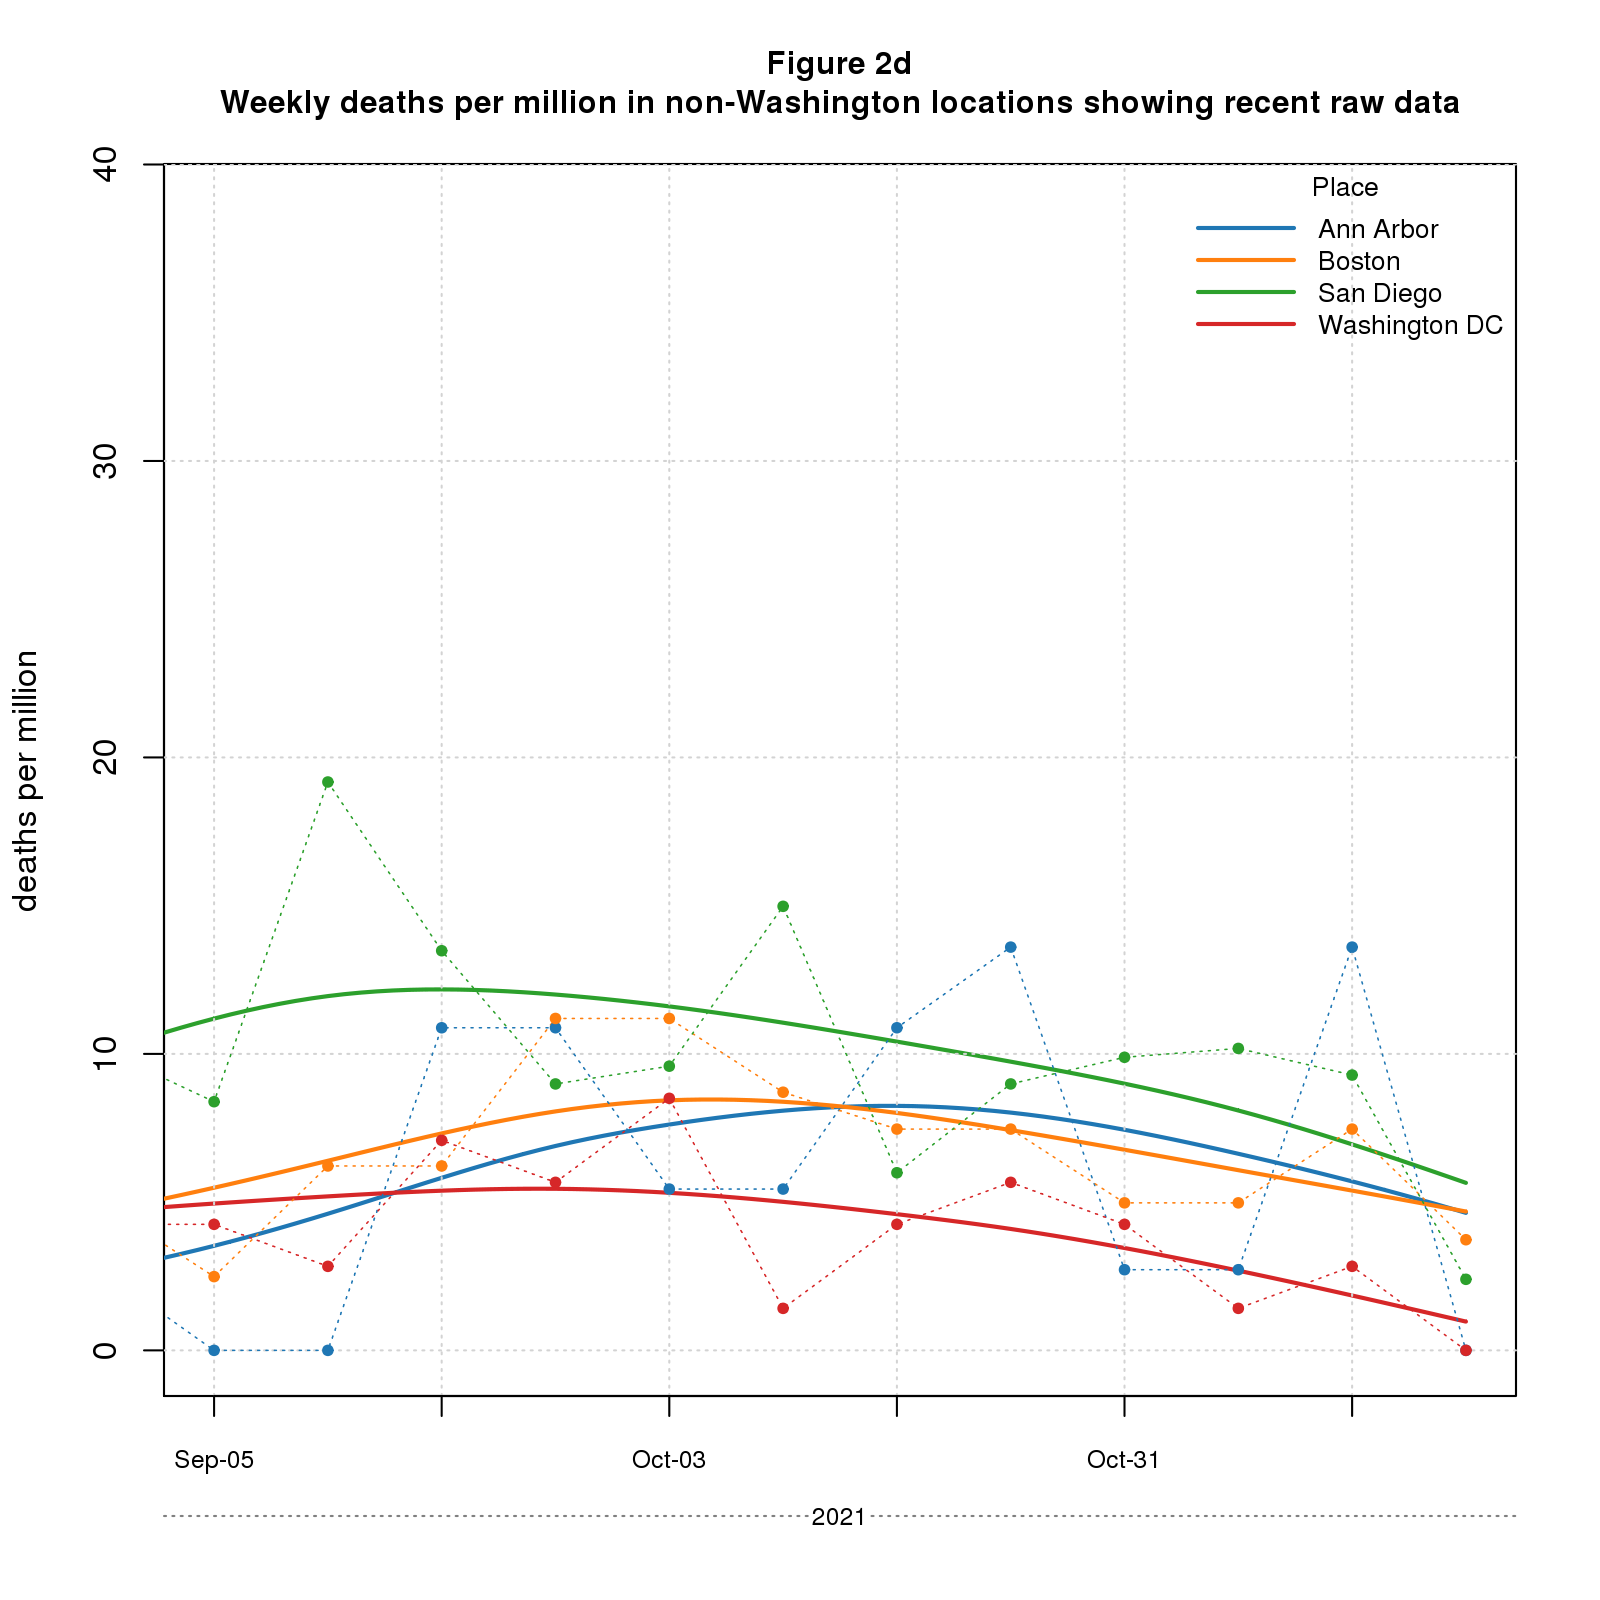 Figure 2d
Weekly deaths per million in non-Washington locations showing recent raw data
40
30
20
10
0
deaths per million
Place
Ann Arbor
Boston
San Diego
Washington DC
Sep-05
Oct-03
Oct-31
2021